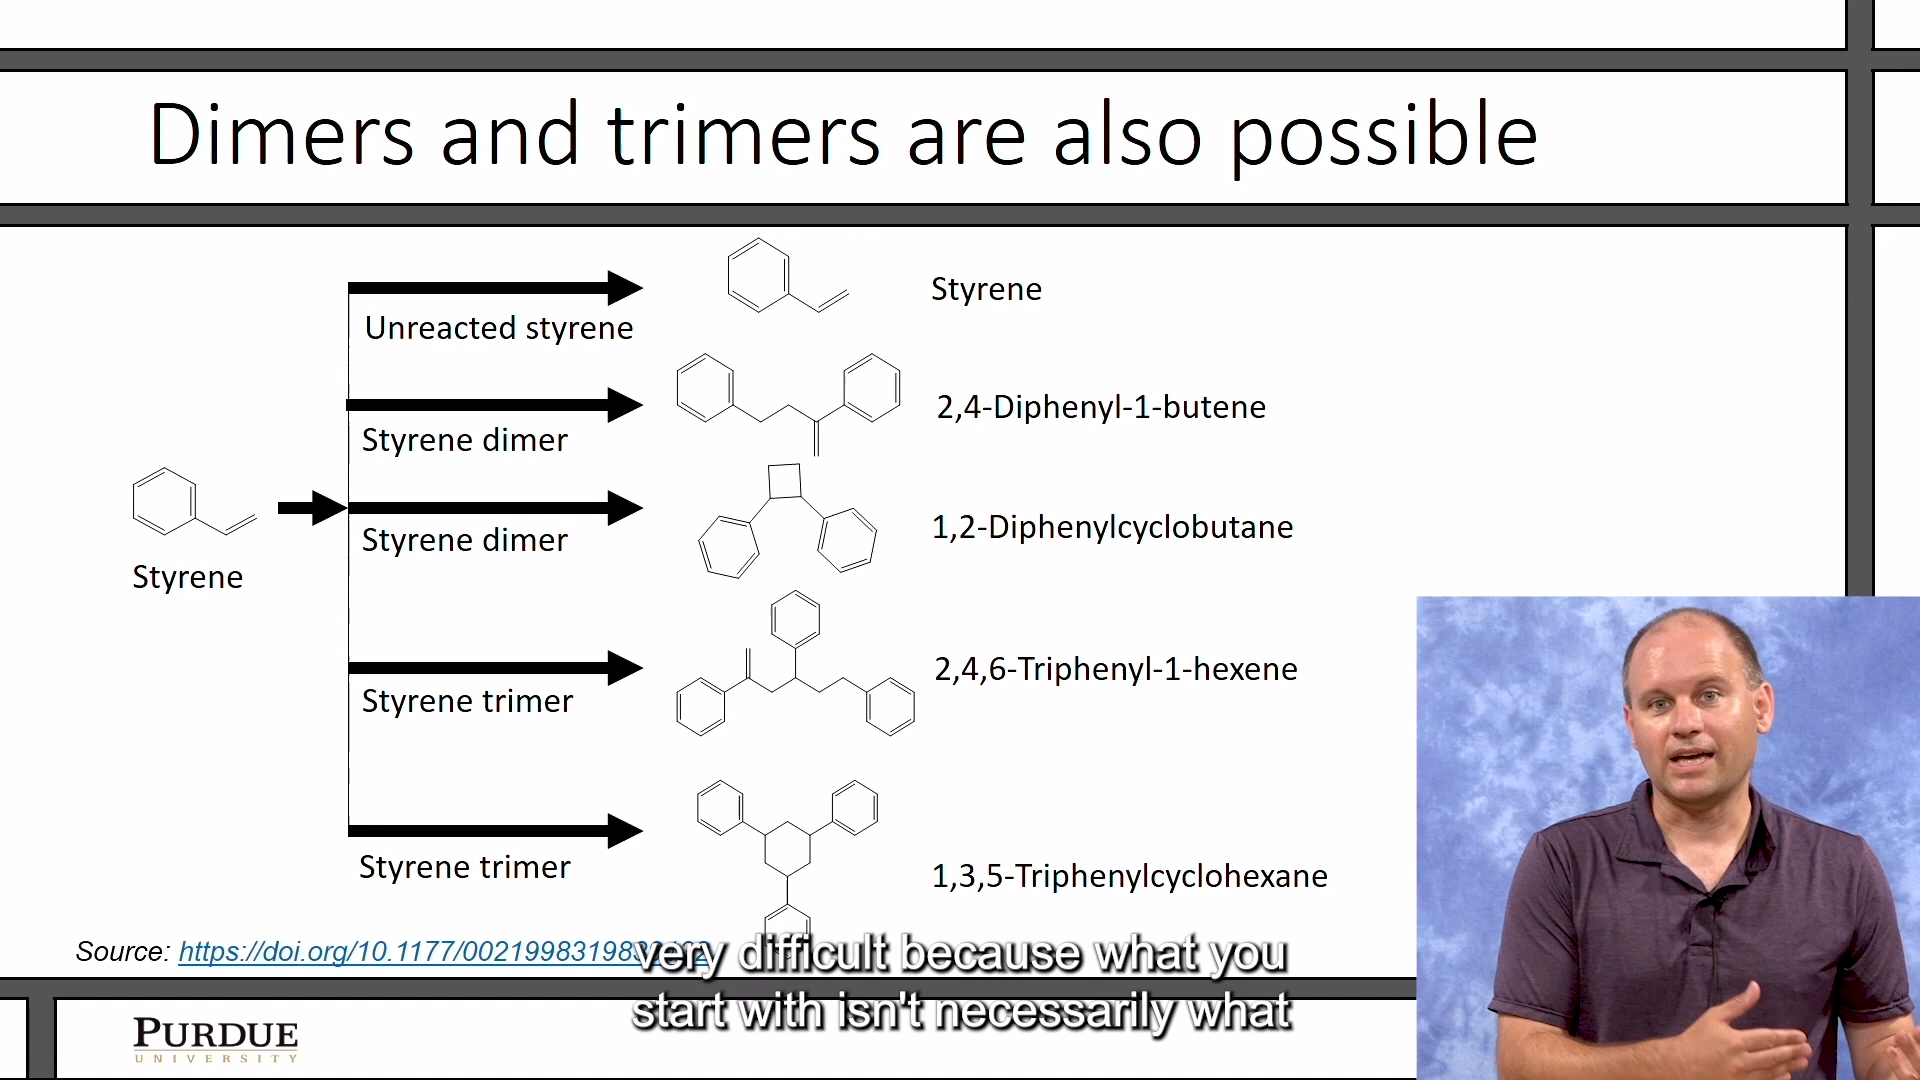 Dimers and trimers are also possible
Styrene
Unreacted styrene
Styrene
Styrene dimer
2,4-Diphenyl-1-butene
Styrene dimer
1,2-Diphenylcyclobutane
Styrene trimer
2,4,6-Triphenyl-1-hexene
Styrene trimer
1,3,5-Triphenylcyclohexane
Source: https://doi.org/10.1177/002199831983
very difficult because what you
start with isn't necessarily what
PURDUE
UNIVERSITY